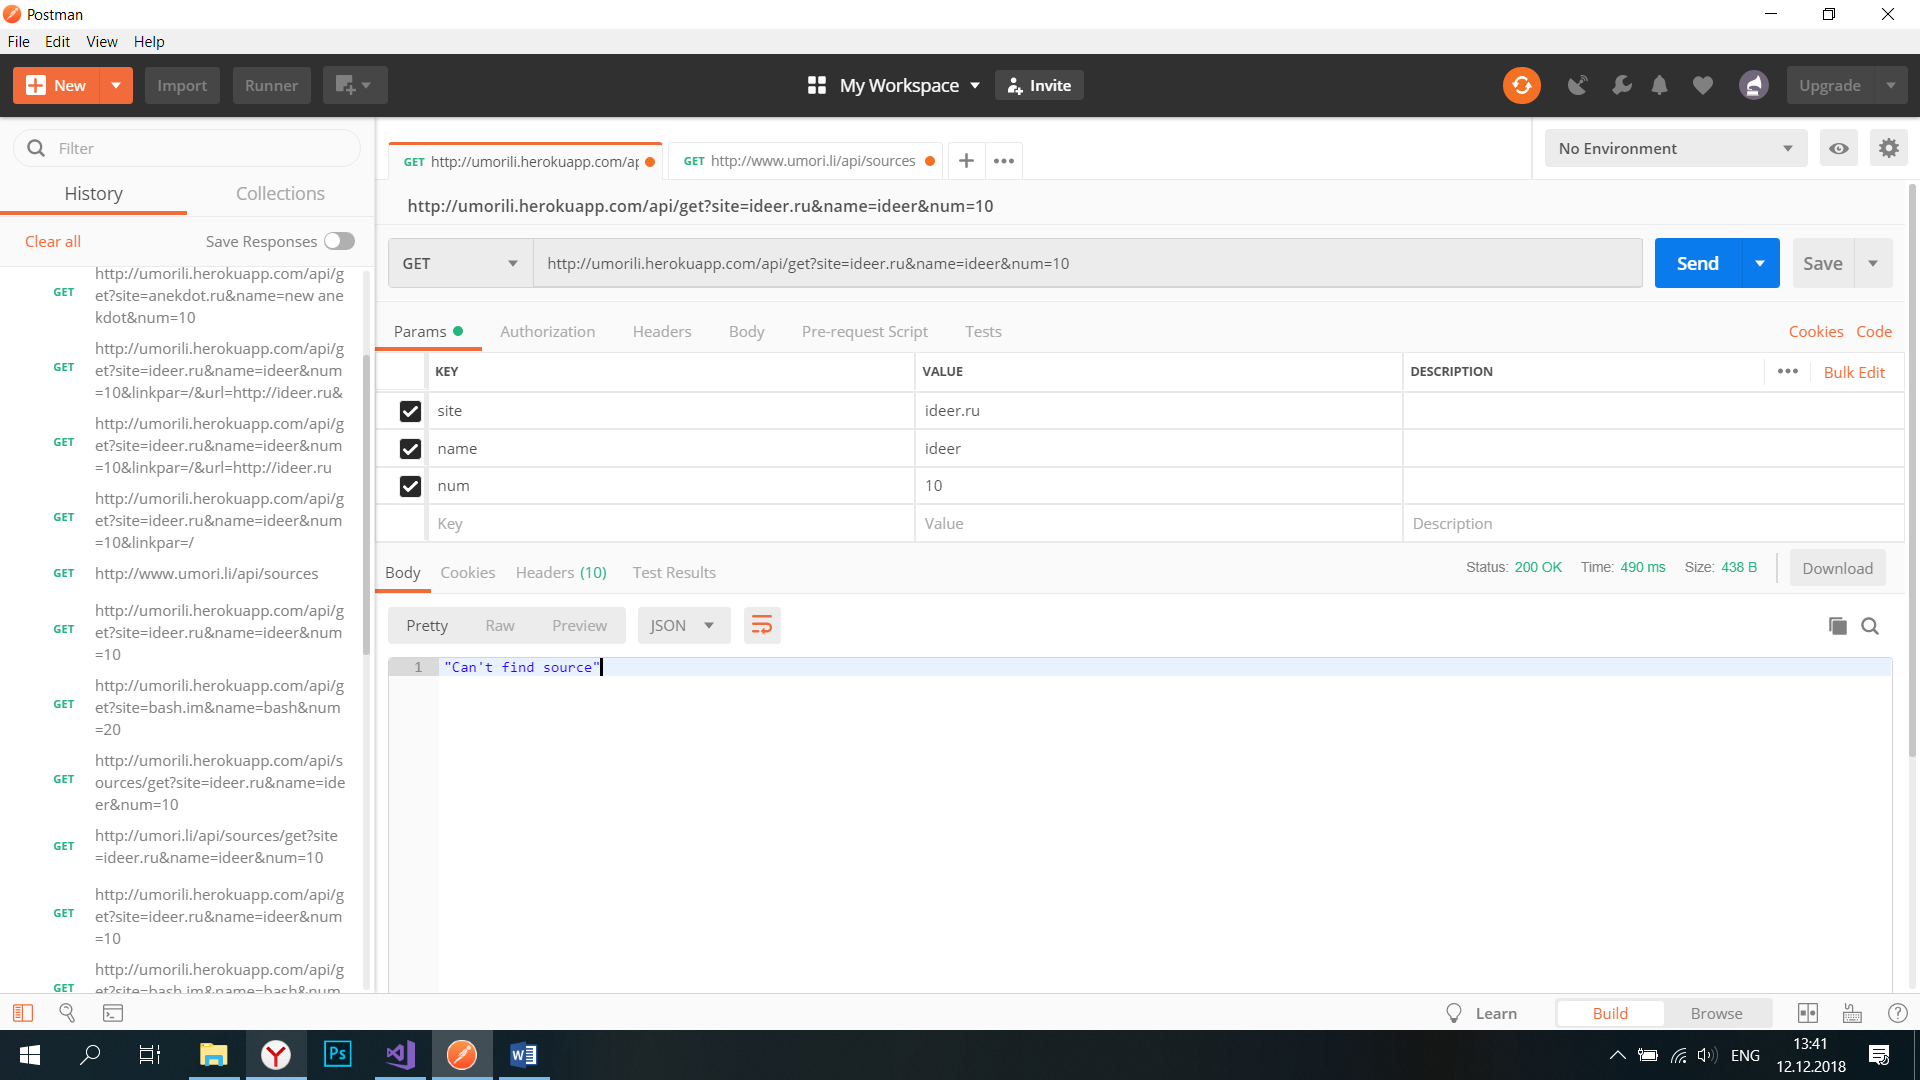 Postman
File Edit View Help
New Import Runner My Workspace Invite Upgrade
Filter
History Collections
Clear all Save Responses
GET http://umorili.herokuapp.com/api/g
et?site=anekdot.ru&name=new ane
kdot&num=10
GET http://umorili.herokuapp.com/api/g
et?site=ideer.ru&name=ideer&num
=10&linkpar=/&url=http://ideer.ru&
GET http://umorili.herokuapp.com/api/g
et?site=ideer.ru&name=ideer&num
=10&linkpar=/&url=http://ideer.ru
GET http://umorili.herokuapp.com/api/g
et?site=ideer.ru&name=ideer&num
=10&linkpar=/
GET http://www.umori.li/api/sources
GET http://umorili.herokuapp.com/api/g
et?site=ideer.ru&name=ideer&num
=10
GET http://umorili.herokuapp.com/api/g
et?site=bash.im&name=bash&num
=20
GET http://umorili.herokuapp.com/api/s
ources/get?site=ideer.ru&name=ide
er&num=10
GET http://umori.li/api/sources/get?site
=ideer.ru&name=ideer&num=10
GET http://umorili.herokuapp.com/api/g
et?site=ideer.ru&name=ideer&num
=10
GET http://umorili.herokuapp.com/api/g
et?site=bash.im&name=bash&num
GET http://umorili.herokuapp.com/ap GET http://www.umori.li/api/sources
No Environment
http://umorili.herokuapp.com/api/get?site=ideer.ru&name=ideer&num=10
GET http://umorili.herokuapp.com/api/get?site=ideer.ru&name=ideer&num=10 Send Save
Params Authorization Headers Body Pre-request Script Tests Cookies Code
KEY VALUE DESCRIPTION Bulk Edit
site ideer.ru
name ideer
num 10
Key Value Description
Body Cookies Headers (10) Test Results Status: 200 OK Time: 490 ms Size: 438 B Download
Pretty Raw Preview JSON
1 "Can't find source"
Learn Build Browse
Ps ENG 13:41
12.12.2018